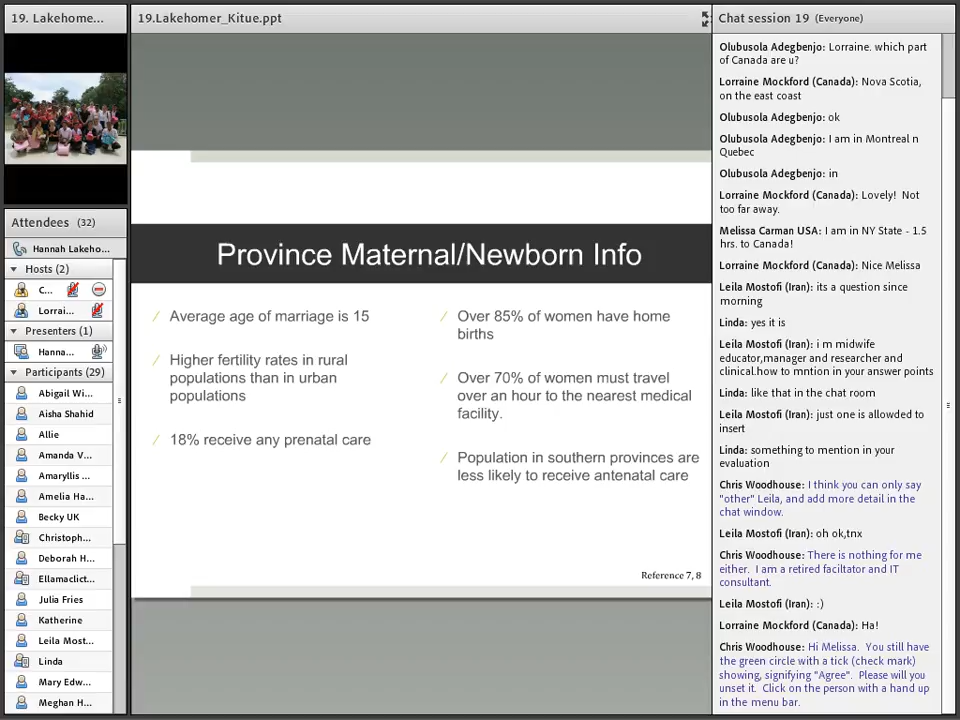 19. Lakehome...
19.Lakehomer_Kitue.ppt
Chat session 19 (Everyone)
Attendees (32)
Hannah Lakeho...
Hosts (2)
C...
Lorrai...
Presenters (1)
Hanna...
Participants (29)
Abigail Wi...
Aisha Shahid
Allie
Amanda V...
Amaryllis ...
Amelia Ha...
Becky UK
Christoph...
Deborah H...
Ellamaclict...
Julia Fries
Katherine
Leila Most...
Linda
Mary Edw...
Meghan H...
Province Maternal/Newborn Info
Average age of marriage is 15
Higher fertility rates in rural
populations than in urban
populations
18% receive any prenatal care
Over 85% of women have home
births
Over 70% of women must travel
over an hour to the nearest medical
facility.
Population in southern provinces are
less likely to receive antenatal care
Reference 7, 8
Olubusola Adegbenjo: Lorraine. which part
of Canada are u?
Lorraine Mockford (Canada): Nova Scotia,
on the east coast
Olubusola Adegbenjo: ok
Olubusola Adegbenjo: I am in Montreal n
Quebec
Olubusola Adegbenjo: in
Lorraine Mockford (Canada): Lovely! Not
too far away.
Melissa Carman USA: I am in NY State - 1.5
hrs. to Canada!
Lorraine Mockford (Canada): Nice Melissa
Leila Mostofi (Iran): its a question since
morning
Linda: yes it is
Leila Mostofi (Iran): i m midwife
educator,manager and researcher and
clinical.how to mntion in your answer points
Linda: like that in the chat room
Leila Mostofi (Iran): just one is allowded to
insert
Linda: something to mention in your
evaluation
Chris Woodhouse: I think you can only say
"other" Leila, and add more detail in the
chat window.
Leila Mostofi (Iran): oh ok,tnx
Chris Woodhouse: There is nothing for me
either. I am a retired faciltator and IT
consultant.
Leila Mostofi (Iran): :)
Lorraine Mockford (Canada): Ha!
Chris Woodhouse: Hi Melissa. You still have
the green circle with a tick (check mark)
showing, signifying "Agree". Please will you
unset it. Click on the person with a hand up
in the menu bar.